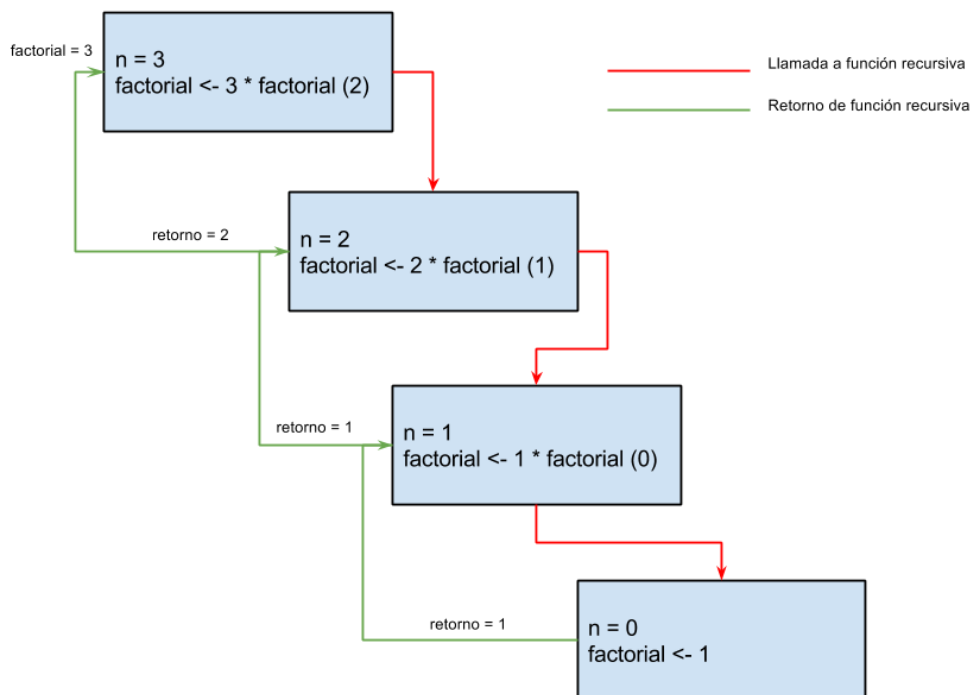 factorial = 3
n = 3
factorial <- 3 * factorial (2)
Llamada a función recursiva
Retorno de función recursiva
retorno = 2
n = 2
factorial <- 2 * factorial (1)
retorno = 1
n = 1
factorial <- 1 * factorial (0)
retorno = 1
n = 0
factorial <- 1